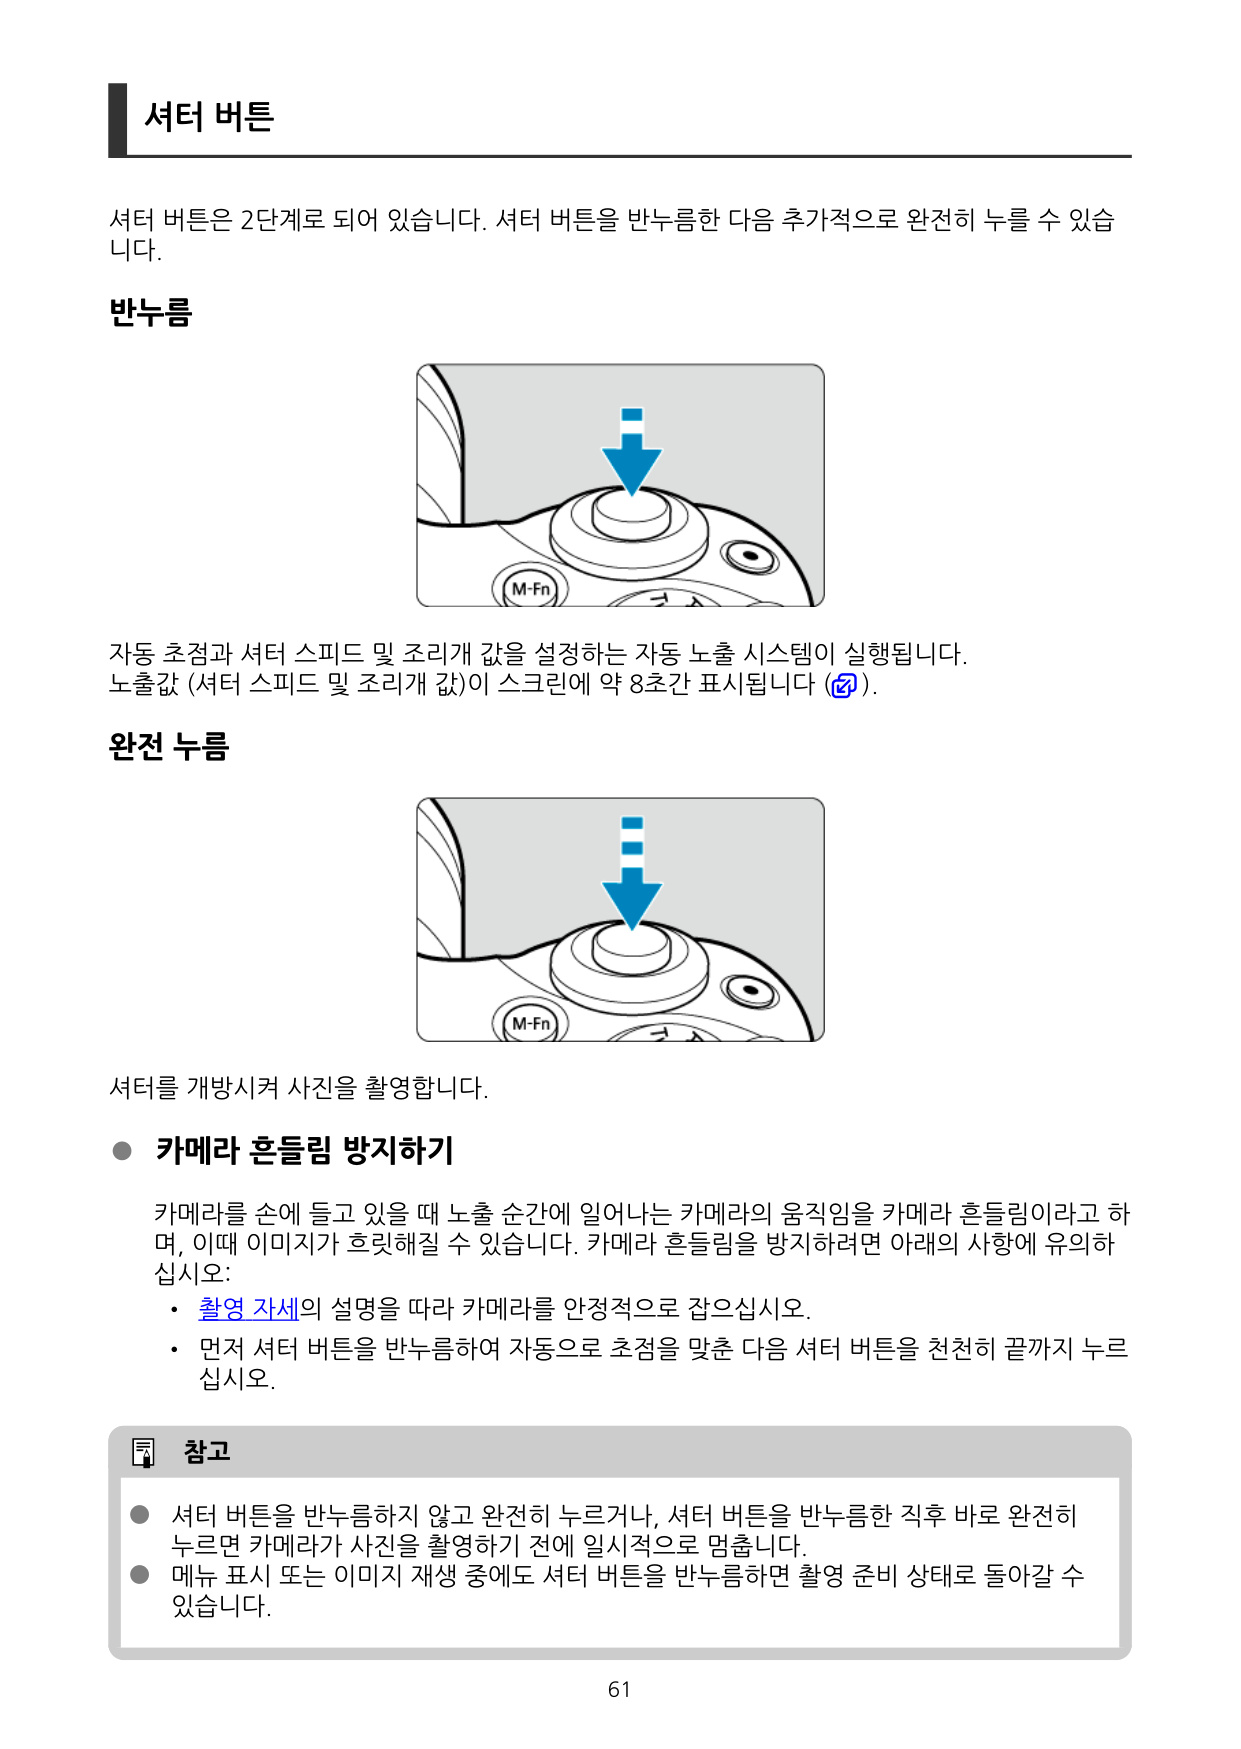 셔터 버튼
셔터 버튼은 2단계로 되어 있습니다. 셔터 버튼을 반누름한 다음 추가적으로 완전히 누를 수 있습
니다.
반누름
M-Fn
자동 초점과 셔터 스피드 및 조리개 값을 설정하는 자동 노출 시스템이 실행됩니다.
노출값 (셔터 스피드 및 조리개 값)이 스크린에 약 8초간 표시됩니다 ( ).
완전 누름
M-Fn
셔터를 개방시켜 사진을 촬영합니다.
● 카메라 흔들림 방지하기
카메라를 손에 들고 있을 때 노출 순간에 일어나는 카메라의 움직임을 카메라 흔들림이라고 하
며, 이때 이미지가 흐릿해질 수 있습니다. 카메라 흔들림을 방지하려면 아래의 사항에 유의하
십시오:
• 촬영 자세의 설명을 따라 카메라를 안정적으로 잡으십시오.
• 먼저 셔터 버튼을 반누름하여 자동으로 초점을 맞춘 다음 셔터 버튼을 천천히 끝까지 누르
십시오.
참고
● 셔터 버튼을 반누름하지 않고 완전히 누르거나, 셔터 버튼을 반누름한 직후 바로 완전히
누르면 카메라가 사진을 촬영하기 전에 일시적으로 멈춥니다.
● 메뉴 표시 또는 이미지 재생 중에도 셔터 버튼을 반누름하면 촬영 준비 상태로 돌아갈 수
있습니다.
61